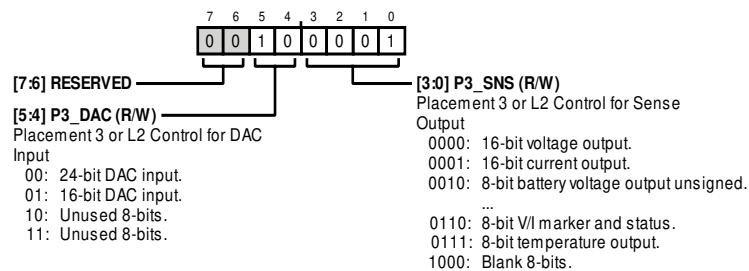 7 6 5 4 3 2 1 0
0 0 1 0 0 0 0 1
[7:6] RESERVED
[5:4] P3_DAC (R/W)
Placement 3 or L2 Control for DAC
Input
00: 24-bit DAC input.
01: 16-bit DAC input.
10: Unused 8-bits.
11: Unused 8-bits.
[3:0] P3_SNS (R/W)
Placement 3 or L2 Control for Sense
Output
0000: 16-bit voltage output.
0001: 16-bit current output.
0010: 8-bit battery voltage output unsigned.
...
0110: 8-bit V/I marker and status.
0111: 8-bit temperature output.
1000: Blank 8-bits.